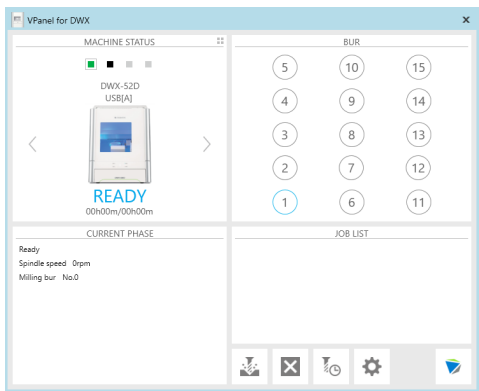 VPanel for DWX
MACHINE STATUS
DWX-52D
USB[A]
READY
00h00m/00h00m
BUR
5 10 15
4 9 14
3 8 13
2 7 12
1 6 11
CURRENT PHASE
Ready
Spindle speed 0rpm
Milling bur No.0
JOB LIST